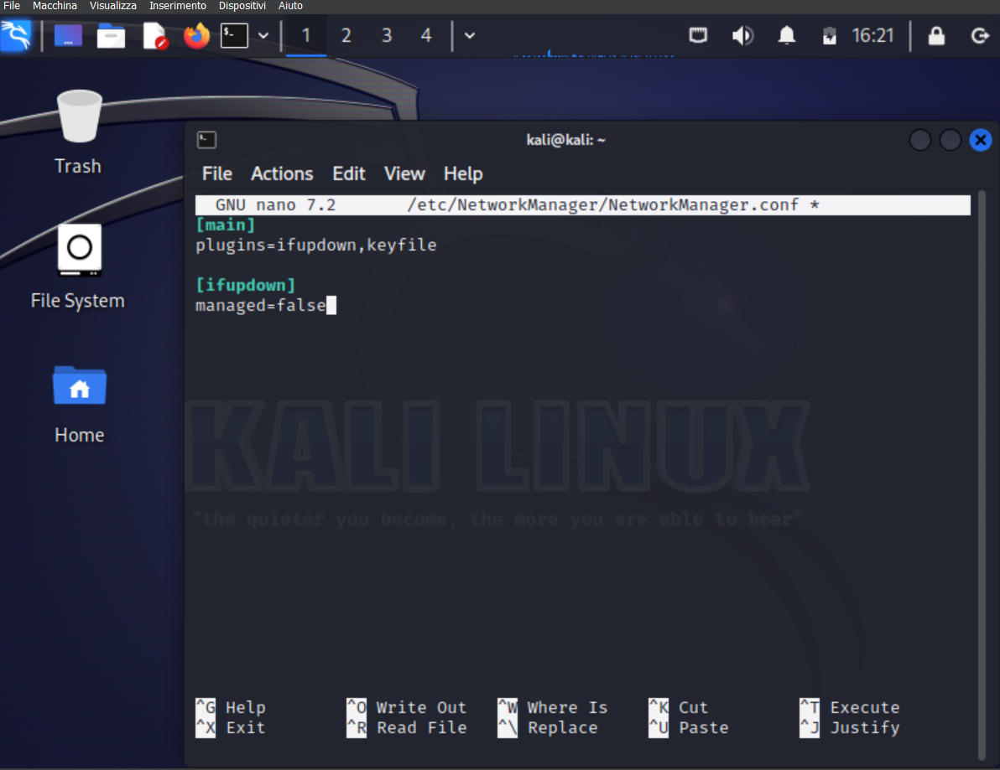 File Macchina Visualizza Inserimento Dispositivi Aiuto
1 2 3 4 16:21
Trash
File System
Home
kali@kali: ~
File Actions Edit View Help
GNU nano 7.2 /etc/NetworkManager/NetworkManager.conf *
[main]
plugins=ifupdown,keyfile
[ifupdown]
managed=false
KALI LINUX
"the quieter you become, the more you are able to hear"
^G Help ^O Write Out ^W Where Is ^K Cut ^T Execute
^X Exit ^R Read File ^\ Replace ^U Paste ^J Justify